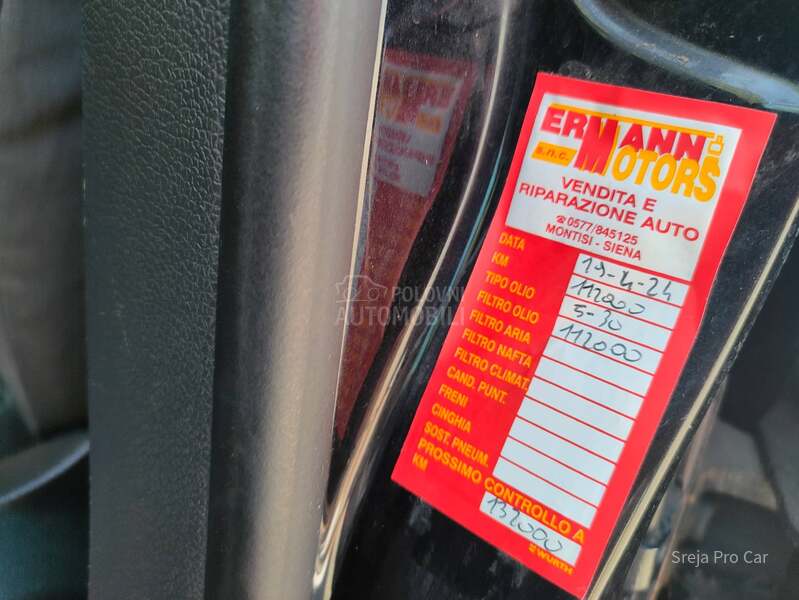 ERMANN
s.n.c. MOTORS
VENDITA E
RIPARAZIONE AUTO
☎ 0577/845125
MONTISI - SIENA
DATA 19-4-24
KM 112000
TIPO OLIO 5-30
FILTRO OLIO 112000
FILTRO ARIA
FILTRO NAFTA
FILTRO CLIMAT.
CAND. PUNT.
FRENI
CINGHIA
SOST. PNEUM.
PROSSIMO CONTROLLO A
KM 132000
WÜRTH
POLOVNI
AUTOMOBILI
Sreja Pro Car